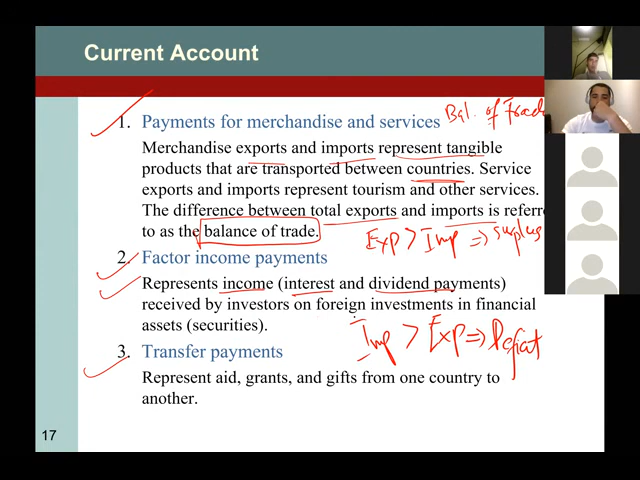 Current Account
1. Payments for merchandise and services Bal. of Trade
Merchandise exports and imports represent tangible
products that are transported between countries. Service
exports and imports represent tourism and other services.
The difference between total exports and imports is referre
to as the balance of trade.
Exp > Imp => surplus
2. Factor income payments
Represents income (interest and dividend payments)
received by investors on foreign investments in financial
assets (securities).
Imp > Exp => Deficit
3. Transfer payments
Represent aid, grants, and gifts from one country to
another.
17